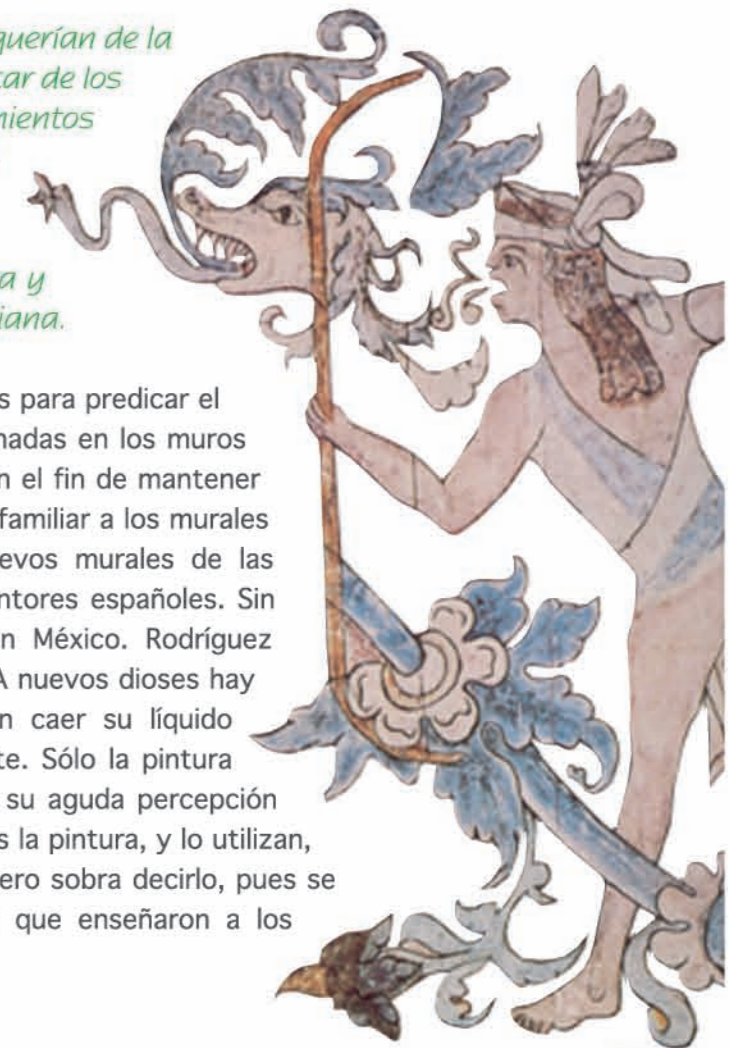 querían de la
ar de los
mientos
a y
iana.
s para predicar el
nadas en los muros
n el fin de mantener
familiar a los murales
evos murales de las
ntores españoles. Sin
n México. Rodríguez
A nuevos dioses hay
n caer su líquido
te. Sólo la pintura
su aguda percepción
s la pintura, y lo utilizan,
ero sobra decirlo, pues se
que enseñaron a los